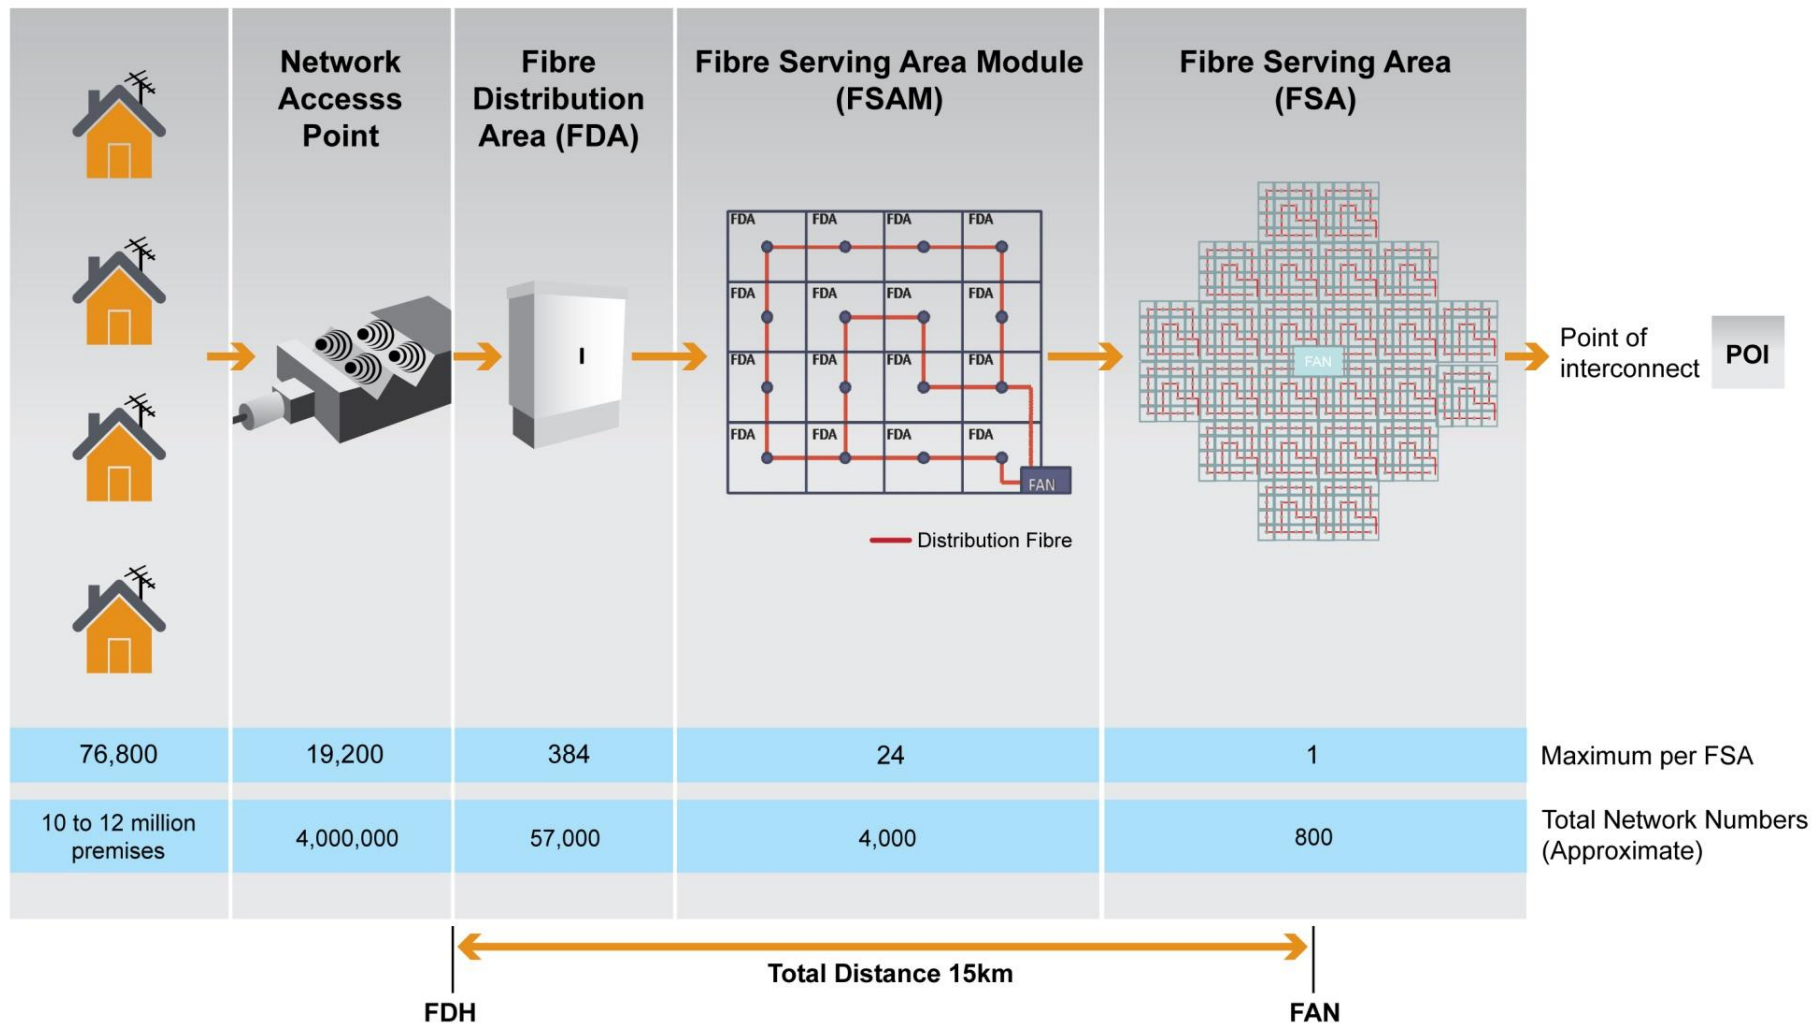 Network
Accesss
Point
Fibre
Distribution
Area (FDA)
Fibre Serving Area Module
(FSAM)
Fibre Serving Area
(FSA)
FDA FDA FDA FDA
FDA FDA FDA FDA
FDA FDA FDA FDA
FDA FDA FDA FDA
FAN
Distribution Fibre
I
FAN
Point of
interconnect
POI
76,800 19,200 384 24 1 Maximum per FSA
10 to 12 million
premises
4,000,000 57,000 4,000 800
Total Network Numbers
(Approximate)
Total Distance 15km
FDH FAN